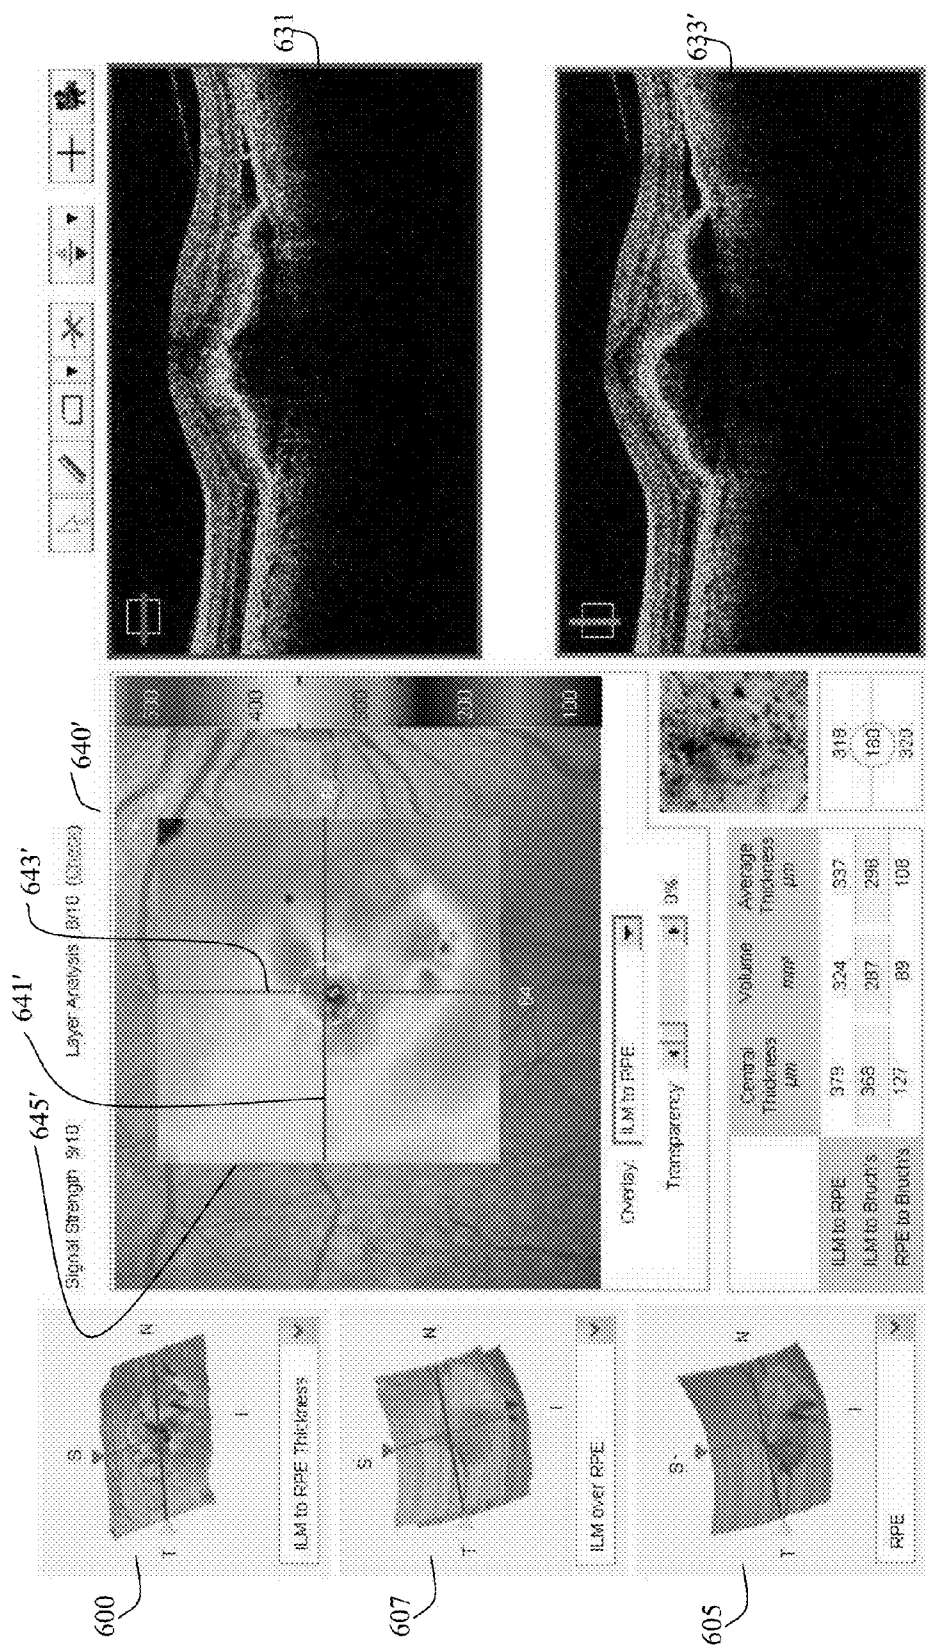 600
S
T
N
I
ILM to RPE Thickness
607
S
T
N
I
ILM over RPE
605
S
T
N
I
RPE
645'
641'
643'
640'
Signal Strength 9/10
Layer Analysis 8/10
400
200
100
Overlay: ILM to RPE
Transparency 0%
Central Thickness µm
Volume mm³
Average Thickness µm
ILM to RPE 379 324 337
ILM to Bruch's 368 287 298
RPE to Bruch's 127 89 108
319
180
320
631
633'